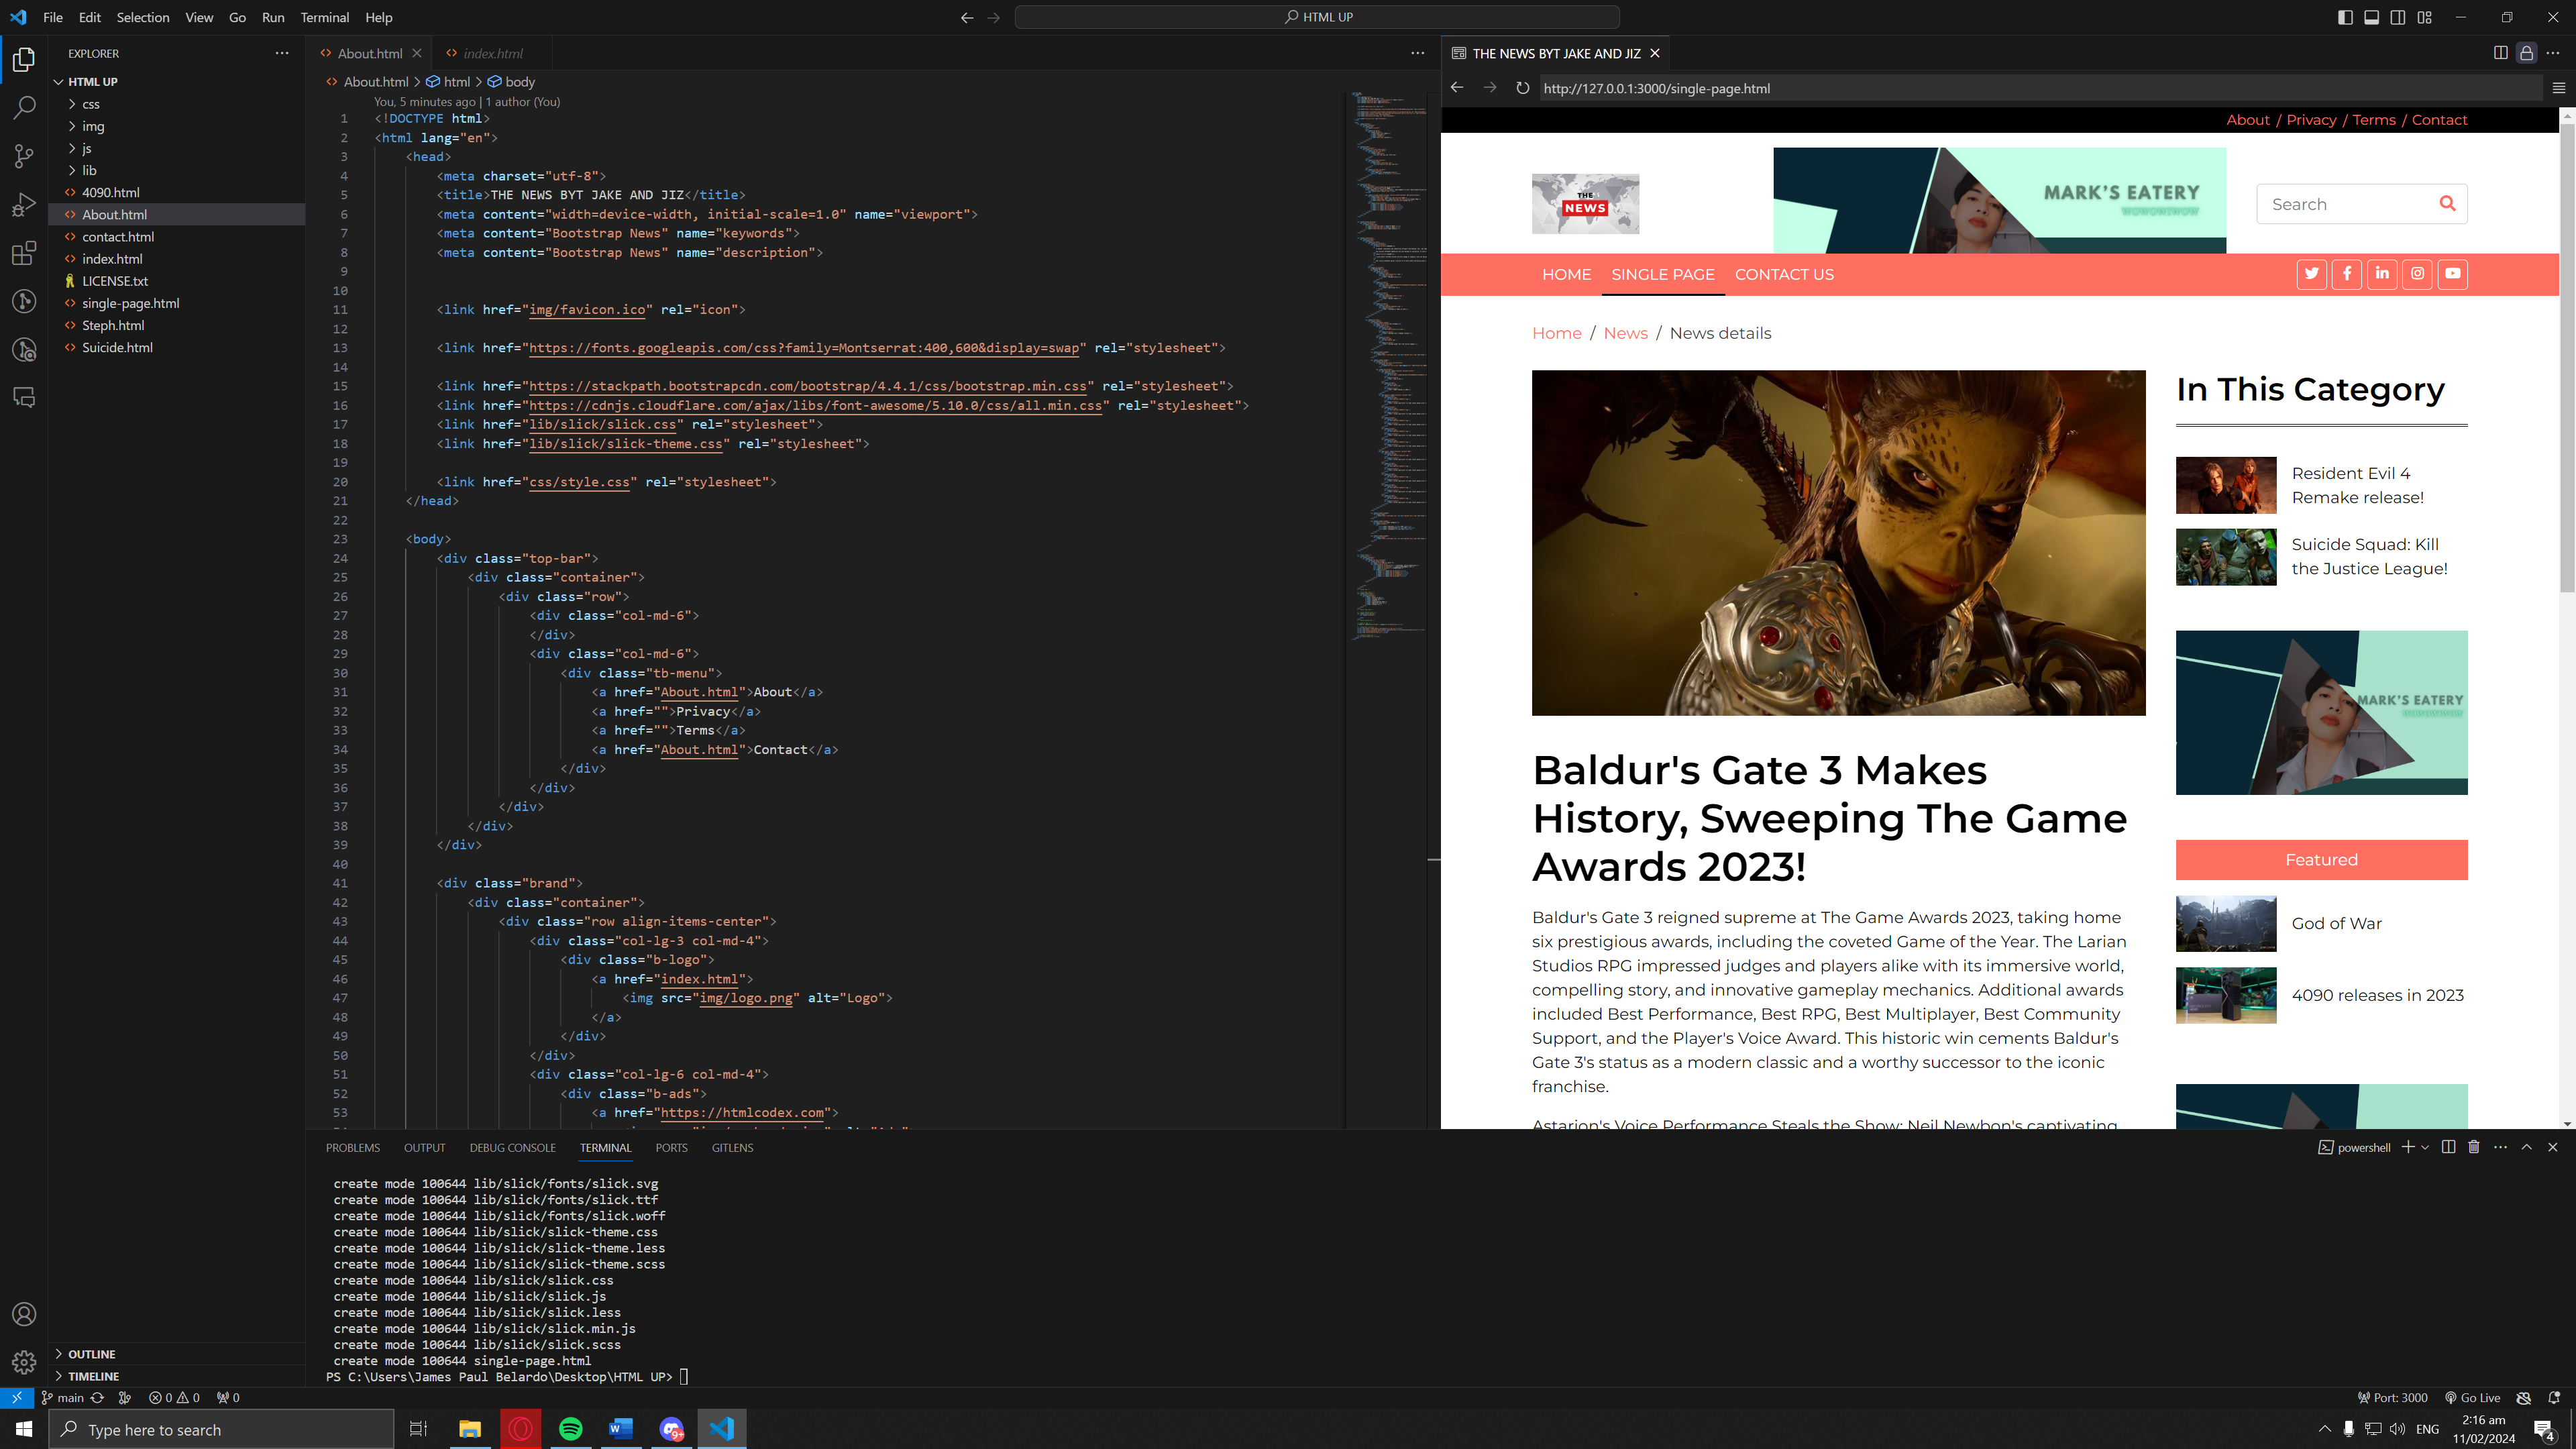 File Edit Selection View Go Run Terminal Help
HTML UP
EXPLORER
HTML UP
css
img
js
lib
4090.html
About.html
contact.html
index.html
LICENSE.txt
single-page.html
Steph.html
Suicide.html
OUTLINE
TIMELINE
About.html index.html
About.html > html > body
You, 5 minutes ago | 1 author (You)
1 <!DOCTYPE html>
2 <html lang="en">
3 <head>
4 <meta charset="utf-8">
5 <title>THE NEWS BYT JAKE AND JIZ</title>
6 <meta content="width=device-width, initial-scale=1.0" name="viewport">
7 <meta content="Bootstrap News" name="keywords">
8 <meta content="Bootstrap News" name="description">
9
10
11 <link href="img/favicon.ico" rel="icon">
12
13 <link href="https://fonts.googleapis.com/css?family=Montserrat:400,600&display=swap" rel="stylesheet">
14
15 <link href="https://stackpath.bootstrapcdn.com/bootstrap/4.4.1/css/bootstrap.min.css" rel="stylesheet">
16 <link href="https://cdnjs.cloudflare.com/ajax/libs/font-awesome/5.10.0/css/all.min.css" rel="stylesheet">
17 <link href="lib/slick/slick.css" rel="stylesheet">
18 <link href="lib/slick/slick-theme.css" rel="stylesheet">
19
20 <link href="css/style.css" rel="stylesheet">
21 </head>
22
23 <body>
24 <div class="top-bar">
25 <div class="container">
26 <div class="row">
27 <div class="col-md-6">
28 </div>
29 <div class="col-md-6">
30 <div class="tb-menu">
31 <a href="About.html">About</a>
32 <a href="">Privacy</a>
33 <a href="">Terms</a>
34 <a href="About.html">Contact</a>
35 </div>
36 </div>
37 </div>
38 </div>
39 </div>
40
41 <div class="brand">
42 <div class="container">
43 <div class="row align-items-center">
44 <div class="col-lg-3 col-md-4">
45 <div class="b-logo">
46 <a href="index.html">
47 <img src="img/logo.png" alt="Logo">
48 </a>
49 </div>
50 </div>
51 <div class="col-lg-6 col-md-4">
52 <div class="b-ads">
53 <a href="https://htmlcodex.com">
THE NEWS BYT JAKE AND JIZ
http://127.0.0.1:3000/single-page.html
About / Privacy / Terms / Contact
THE
NEWS
MARK'S EATERY
Search
HOME SINGLE PAGE CONTACT US
Home / News / News details
Baldur's Gate 3 Makes
History, Sweeping The Game
Awards 2023!
Baldur's Gate 3 reigned supreme at The Game Awards 2023, taking home
six prestigious awards, including the coveted Game of the Year. The Larian
Studios RPG impressed judges and players alike with its immersive world,
compelling story, and innovative gameplay mechanics. Additional awards
included Best Performance, Best RPG, Best Multiplayer, Best Community
Support, and the Player's Voice Award. This historic win cements Baldur's
Gate 3's status as a modern classic and a worthy successor to the iconic
franchise.
Astarion's Voice Performance Steals the Show: Neil Newbon's captivating
In This Category
Resident Evil 4
Remake release!
Suicide Squad: Kill
the Justice League!
MARK'S EATERY
Featured
God of War
4090 releases in 2023
PROBLEMS OUTPUT DEBUG CONSOLE TERMINAL PORTS GITLENS
powershell
create mode 100644 lib/slick/fonts/slick.svg
create mode 100644 lib/slick/fonts/slick.ttf
create mode 100644 lib/slick/fonts/slick.woff
create mode 100644 lib/slick/slick-theme.css
create mode 100644 lib/slick/slick-theme.less
create mode 100644 lib/slick/slick-theme.scss
create mode 100644 lib/slick/slick.css
create mode 100644 lib/slick/slick.js
create mode 100644 lib/slick/slick.less
create mode 100644 lib/slick/slick.min.js
create mode 100644 lib/slick/slick.scss
create mode 100644 single-page.html
PS C:\Users\James Paul Belardo\Desktop\HTML UP>
main 0 0 0 Port: 3000 Go Live
Type here to search
9+
ENG
2:16 am
11/02/2024
4